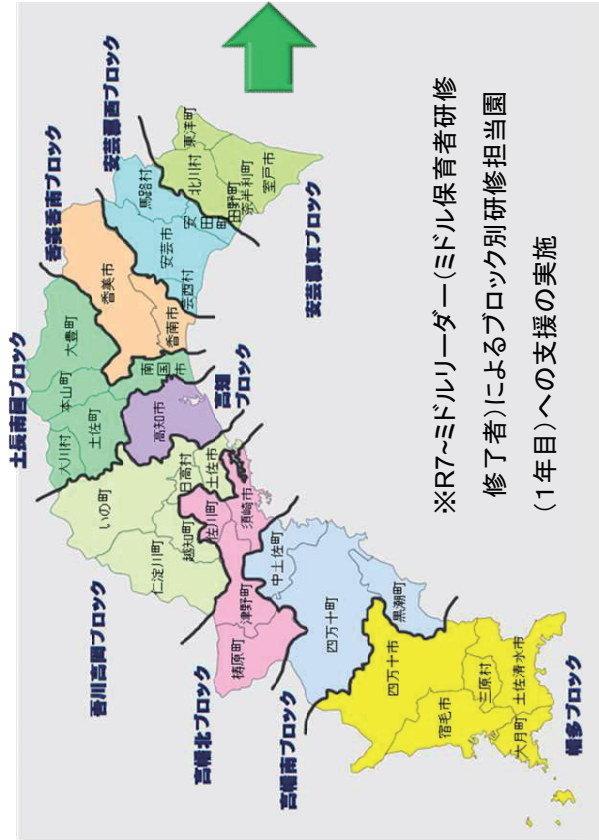 土長南国ブロック
香美香南ブロック
安芸郡西ブロック
安芸郡東ブロック
高知
ブロック
吾川高岡ブロック
高幡北ブロック
高幡南ブロック
幡多ブロック
大川村
本山町
大豊町
土佐町
南国市
香美市
香南市
馬路村
安芸市
芸西村
安田町
東洋町
北川村
田野町
奈半利町
室戸市
高知市
いの町
日高村
土佐市
仁淀川町
越知町
佐川町
須崎市
津野町
梼原町
中土佐町
四万十町
黒潮町
四万十市
宿毛市
三原村
大月町
土佐清水市
※R7~ミドルリーダー(ミドル保育者研修
修了者)によるブロック別研修担当園
(1年目)への支援の実施